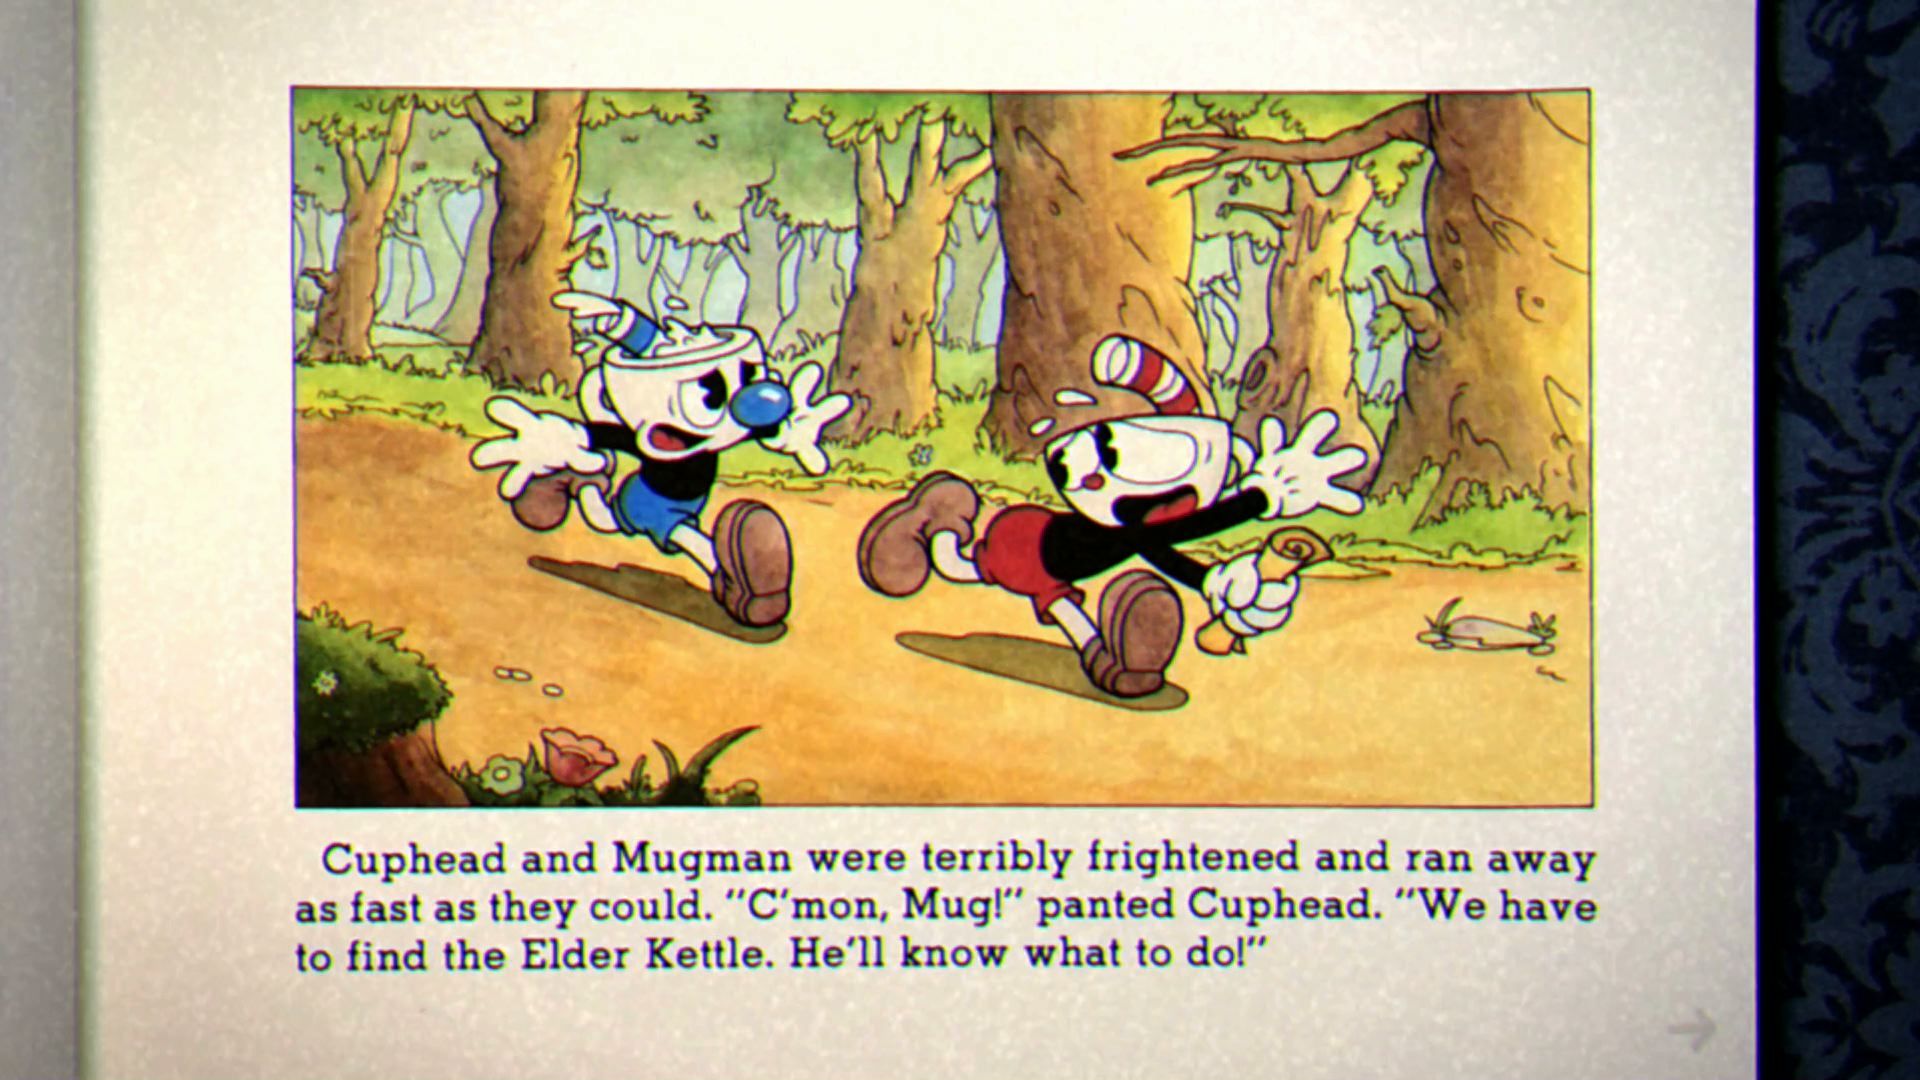 Cuphead and Mugman were terribly frightened and ran away
as fast as they could. "C'mon, Mug!" panted Cuphead. "We have
to find the Elder Kettle. He'll know what to do!"